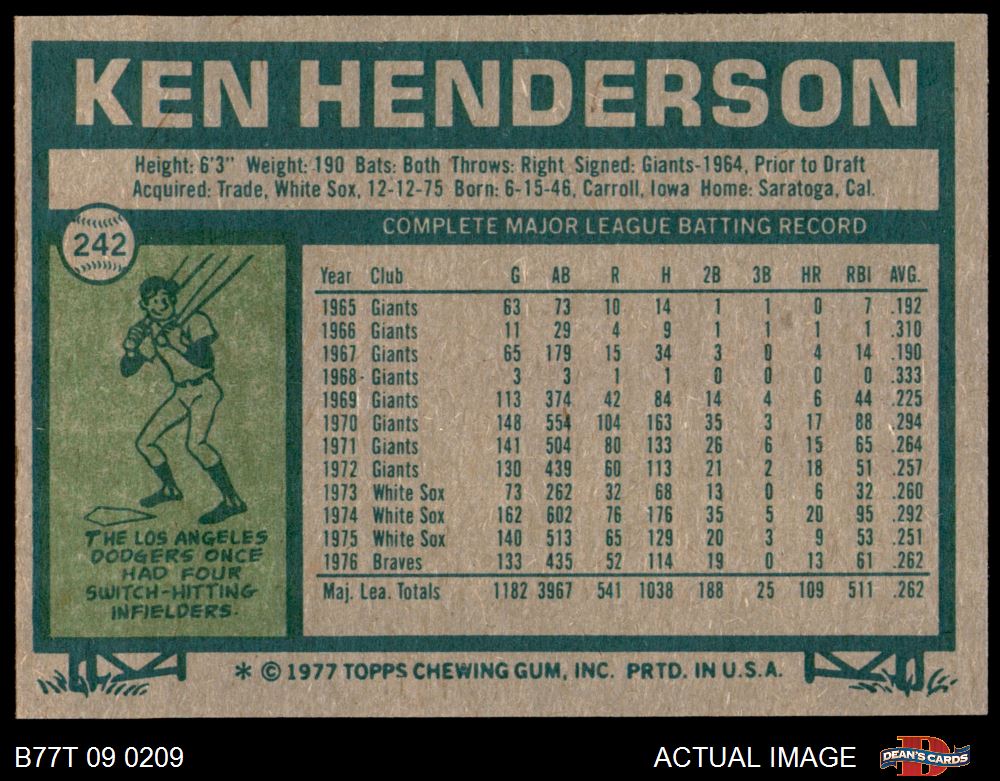 KEN HENDERSON
Height: 6'3" Weight: 190 Bats: Both Throws: Right Signed: Giants-1964, Prior to Draft
Acquired: Trade, White Sox, 12-12-75 Born: 6-15-46, Carroll, Iowa Home: Saratoga, Cal.
242
COMPLETE MAJOR LEAGUE BATTING RECORD
Year Club G AB R H 2B 3B HR RBI AVG.
1965 Giants 63 73 10 14 1 1 0 7 .192
1966 Giants 11 29 4 9 1 1 1 1 .310
1967 Giants 65 179 15 34 3 0 4 14 .190
1968 Giants 3 3 1 1 0 0 0 0 .333
1969 Giants 113 374 42 84 14 4 6 44 .225
1970 Giants 148 554 104 163 35 3 17 88 .294
1971 Giants 141 504 80 133 26 6 15 65 .264
1972 Giants 130 439 60 113 21 2 18 51 .257
1973 White Sox 73 262 32 68 13 0 6 32 .260
1974 White Sox 162 602 76 176 35 5 20 95 .292
1975 White Sox 140 513 65 129 20 3 9 53 .251
1976 Braves 133 435 52 114 19 0 13 61 .262
Maj. Lea. Totals 1182 3967 541 1038 188 25 109 511 .262
THE LOS ANGELES
DODGERS ONCE
HAD FOUR
SWITCH-HITTING
INFIELDERS.
* © 1977 TOPPS CHEWING GUM, INC. PRTD. IN U.S.A.
B77T 09 0209
ACTUAL IMAGE
DEAN'S CARDS